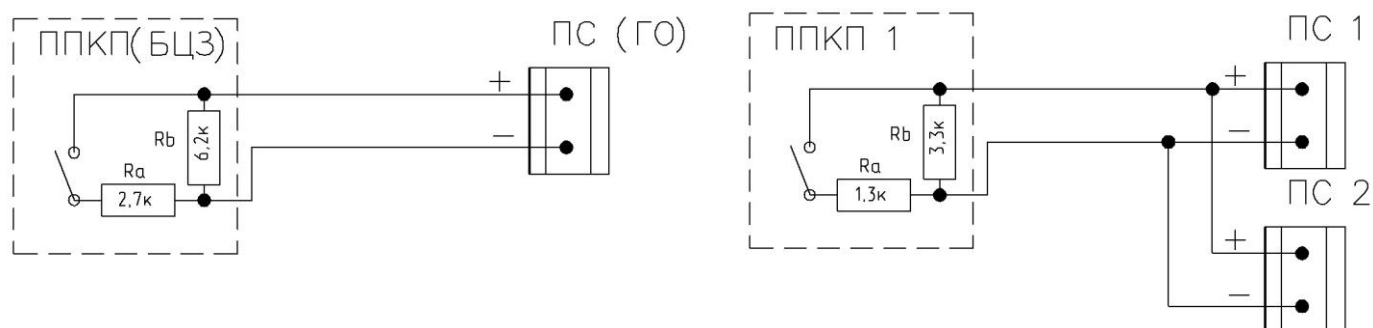 ППКП(БЦЗ)
ПС (ГО)
+
−
Rb
6,2к
Ra
2,7к
ППКП 1
ПС 1
+
−
Rb
3,3к
Ra
1,3к
ПС 2
+
−